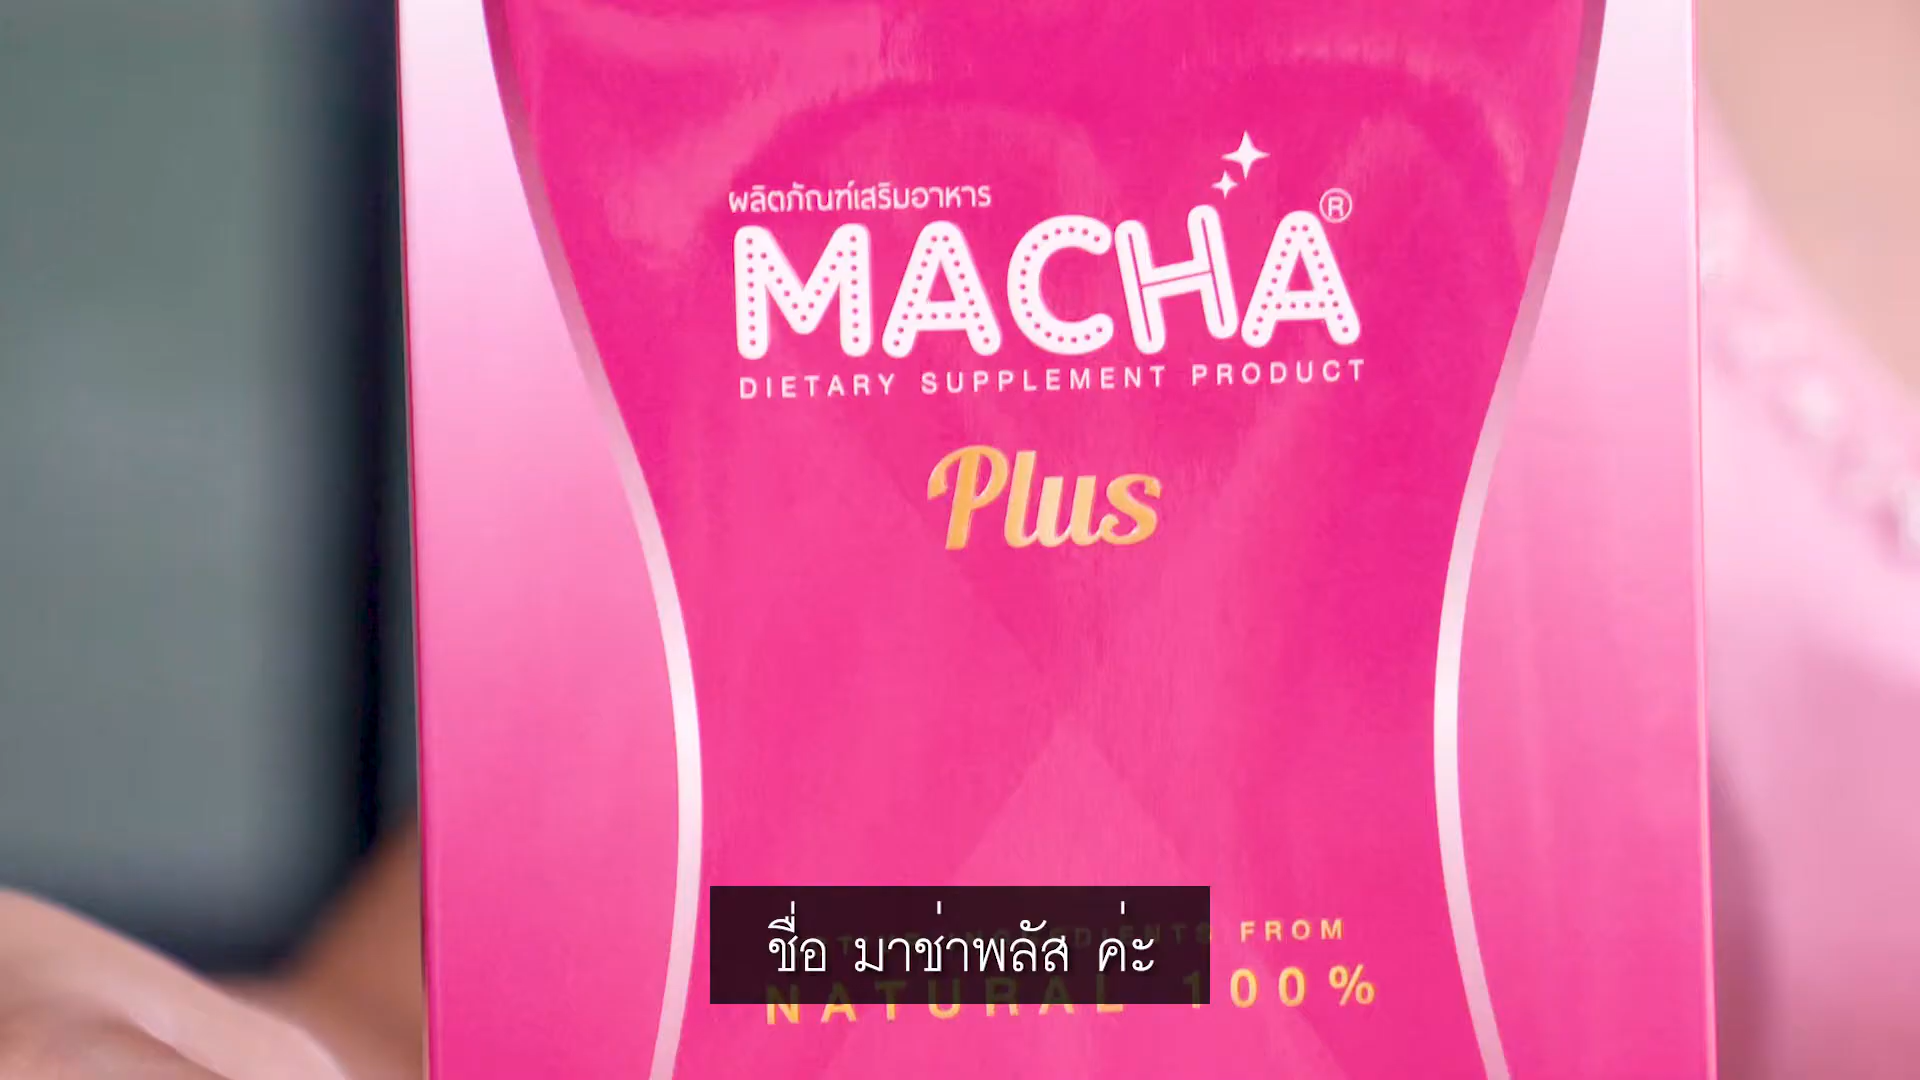 ผลิตภัณฑ์เสริมอาหาร
MACHA®
DIETARY SUPPLEMENT PRODUCT
Plus
FROM
NATURAL 100%
ชื่อ มาช่าพลัส ค่ะ